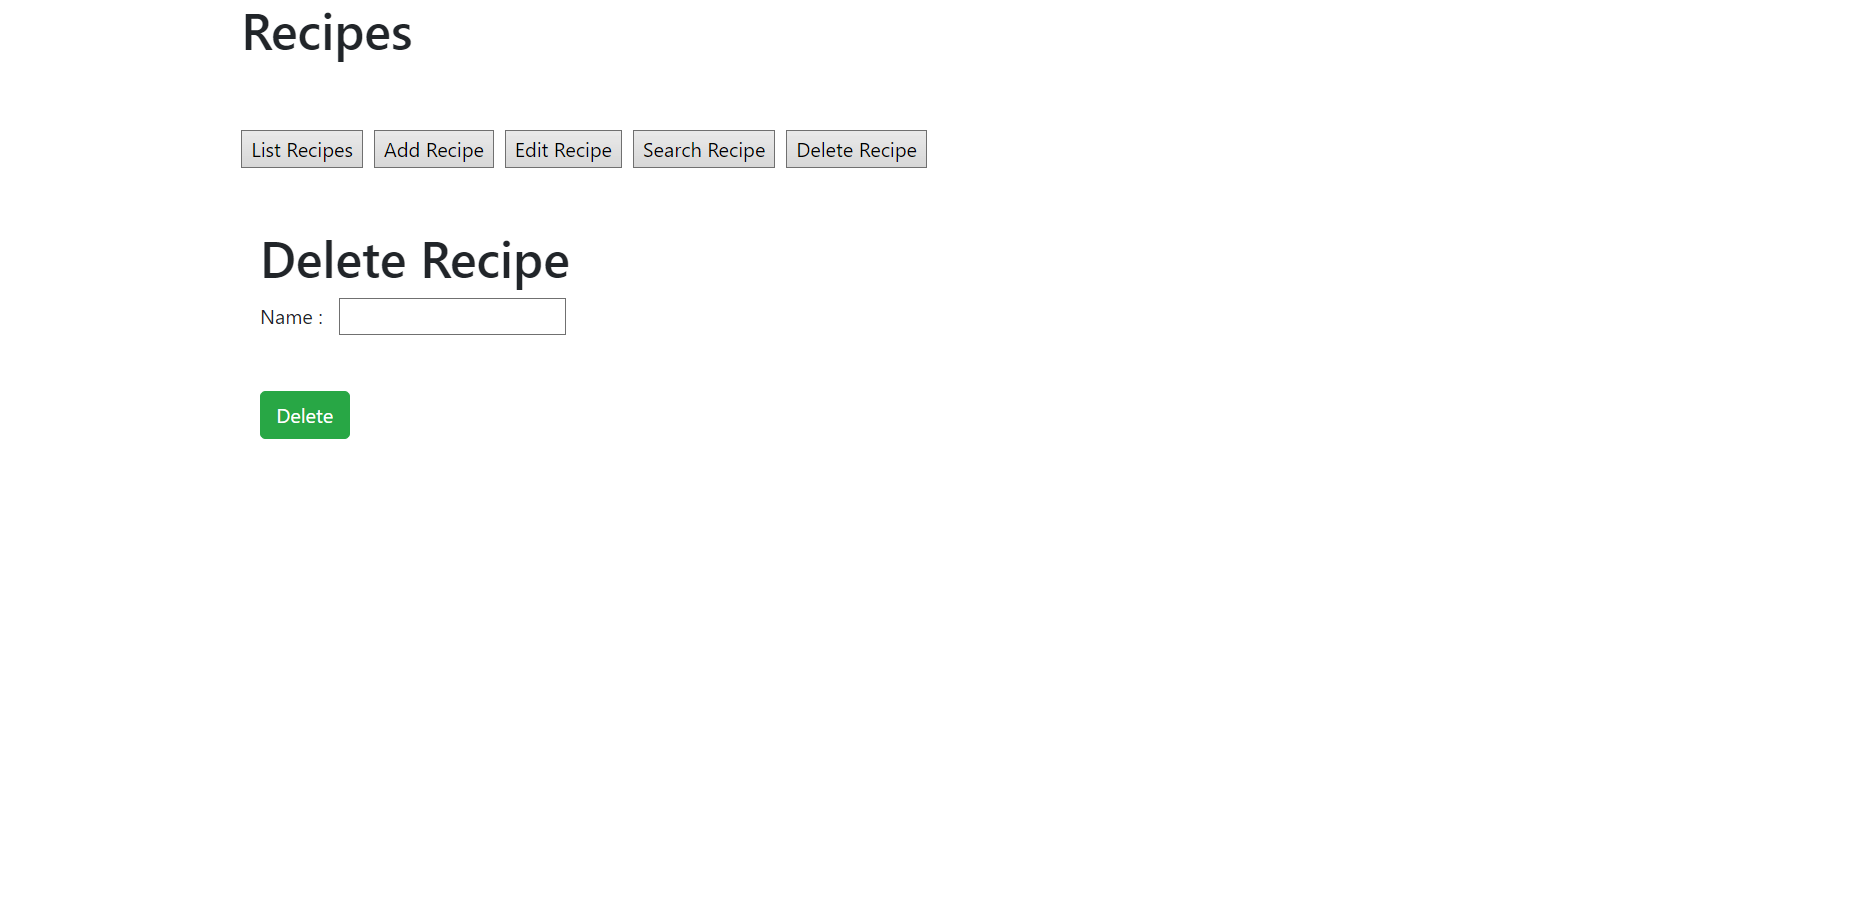 Recipes
List Recipes Add Recipe Edit Recipe Search Recipe Delete Recipe
Delete Recipe
Name :
Delete